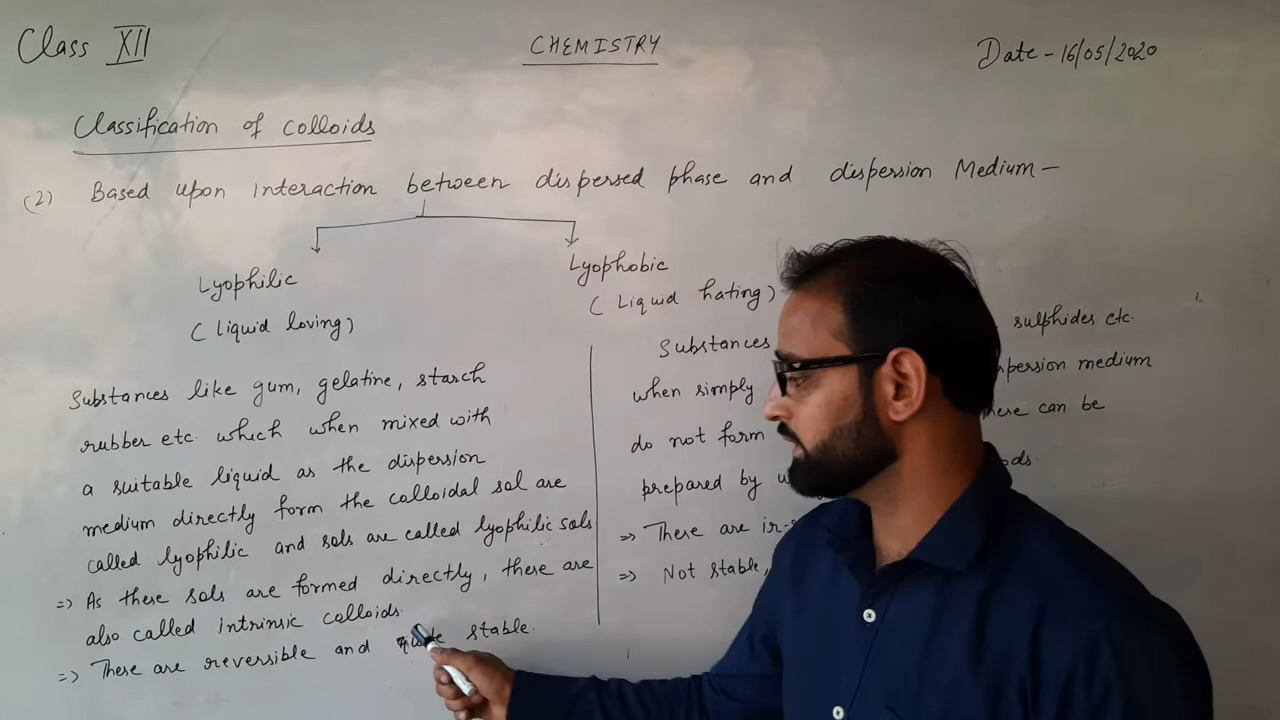 Class XII
CHEMISTRY
Date - 16/05/2020
Classification of colloids
(2) Based upon interaction between dispersed phase and dispersion Medium —
Lyophilic
(Liquid loving)
Substances like gum, gelatine, starch
rubber etc. which when mixed with
a suitable liquid as the dispersion
medium directly form the colloidal sol are
called lyophilic and sols are called lyophilic sols
=> As these sols are formed directly, these are
also called intrinsic colloids.
=> These are reversible and quite stable.
Lyophobic
(Liquid hating)
Substances sulphides etc.
when simply medium
do not form can be
prepared by
=> There are
=> Not stable,